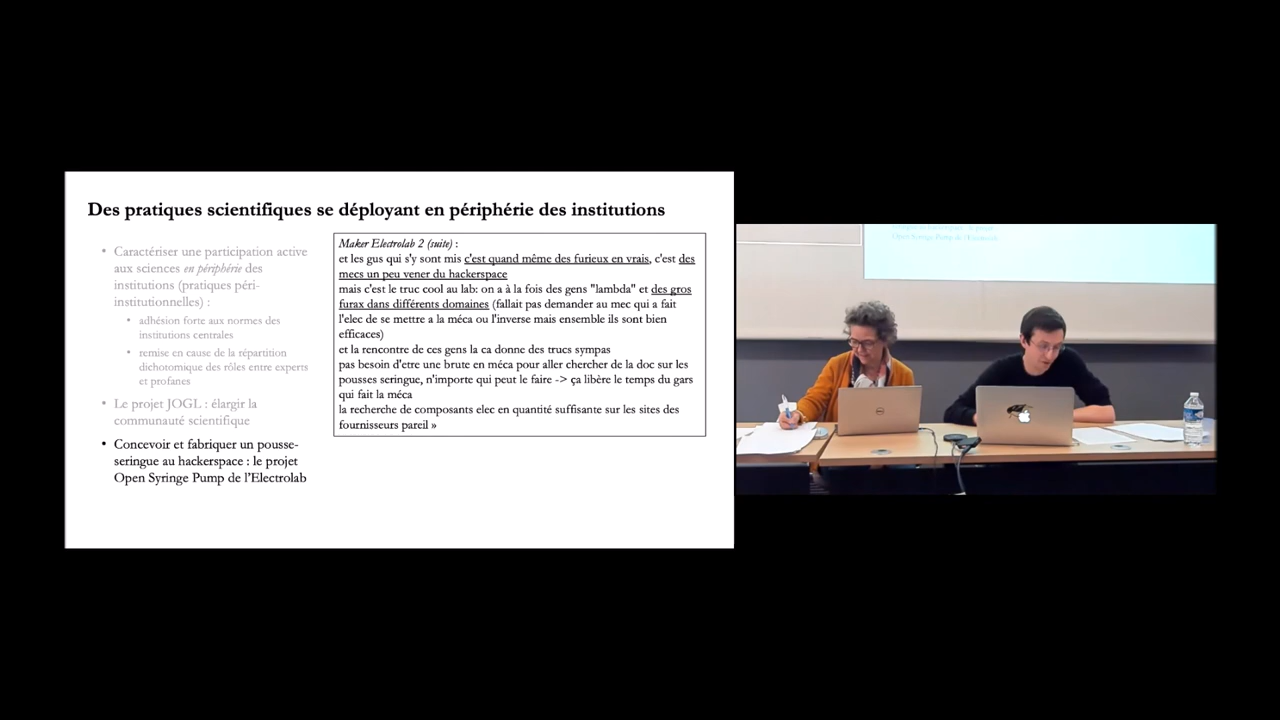 Des pratiques scientifiques se déployant en périphérie des institutions
• Caractériser une participation active
aux sciences en périphérie des
institutions (pratiques péri-
institutionnelles) :
• adhésion forte aux normes des
institutions centrales
• remise en cause de la répartition
dichotomique des rôles entre experts
et profanes
• Le projet JOGL : élargir la
communauté scientifique
• Concevoir et fabriquer un pousse-
seringue au hackerspace : le projet
Open Syringe Pump de l'Electrolab
Maker Electrolab 2 (suite) :
et les gus qui s'y sont mis c'est quand même des furieux en vrais, c'est des
mecs un peu vener du hackerspace
mais c'est le truc cool au lab: on a à la fois des gens "lambda" et des gros
furax dans différents domaines (fallait pas demander au mec qui a fait
l'elec de se mettre a la méca ou l'inverse mais ensemble ils sont bien
efficaces)
et la rencontre de ces gens la ca donne des trucs sympas
pas besoin d'etre une brute en méca pour aller chercher de la doc sur les
pousses seringue, n'importe qui peut le faire -> ça libère le temps du gars
qui fait la méca
la recherche de composants elec en quantité suffisante sur les sites des
fournisseurs pareil »
DELL